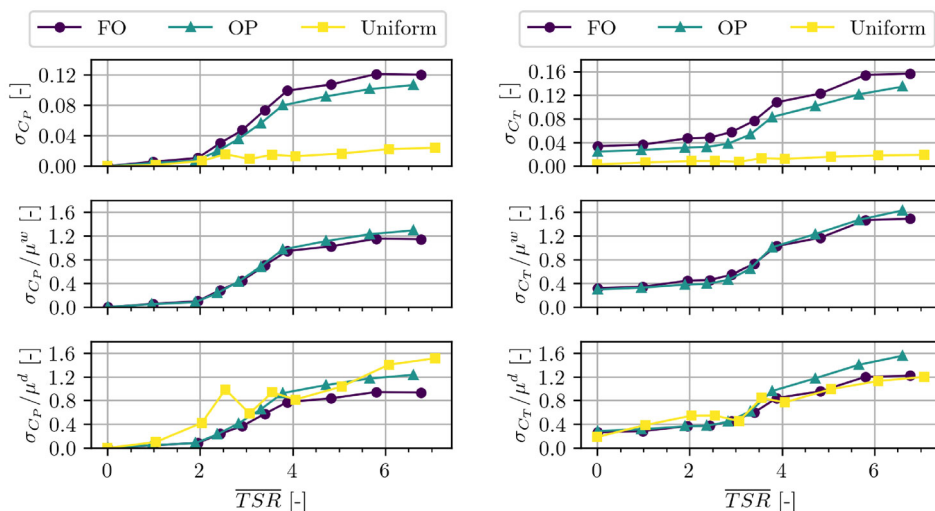 FO OP Uniform
FO OP Uniform
σ_{C_P} [-]
0.12
0.08
0.04
0.00
σ_{C_T} [-]
0.16
0.12
0.08
0.04
0.00
σ_{C_P}/μ^w [-]
1.6
1.2
0.8
0.4
0.0
σ_{C_T}/μ^w [-]
1.6
1.2
0.8
0.4
0.0
σ_{C_P}/μ^d [-]
1.6
1.2
0.8
0.4
0.0
0 2 4 6
\overline{TSR} [-]
σ_{C_T}/μ^d [-]
1.6
1.2
0.8
0.4
0.0
0 2 4 6
\overline{TSR} [-]